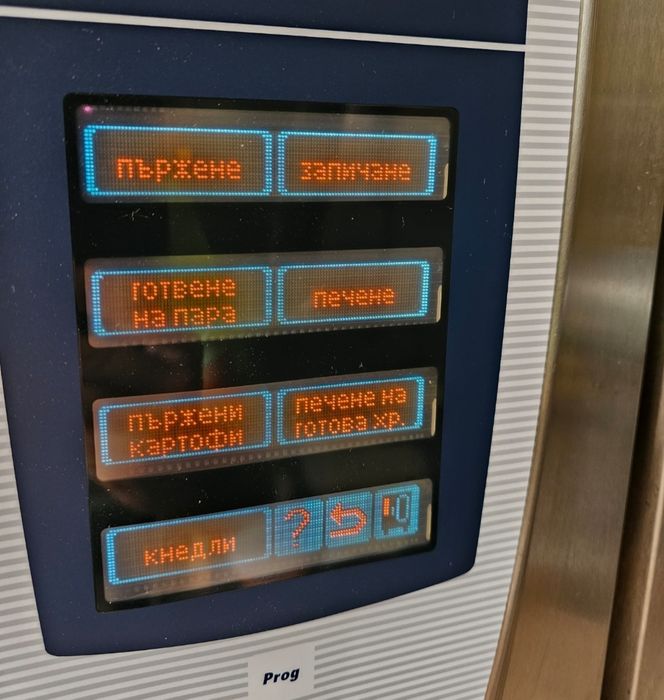 пържене
запичане
готвене
на пара
печене
пържени
картофи
печене на
готова хр.
кнедли
?
Prog